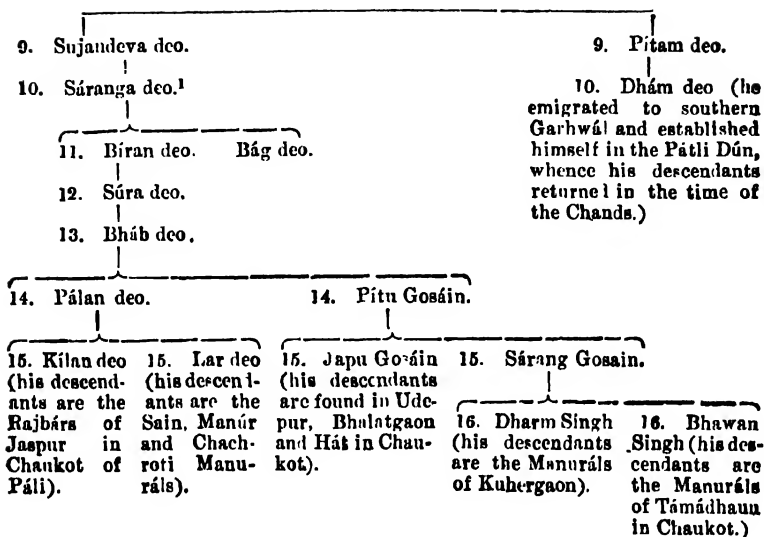 9. Sujandeva deo.
9. Pítam deo.
10. Sáranga deo.¹
10. Dhám deo (he
emigrated to southern
Garhwál and established
himself in the Pátli Dún,
whence his descendants
returned in the time of
the Chands.)
11. Bíran deo. Bág deo.
12. Súra deo.
13. Bháb deo.
14. Pálan deo.
14. Pítu Gosáin.
15. Kílan deo
(his descend-
ants are the
Rajbárs of
Jaspur in
Chaukot of
Páli).
15. Lar deo
(his descend-
ants are the
Sain, Manúr
and Chach-
roti Manu-
ráls).
15. Japu Gosáin
(his descendants
are found in Ude-
pur, Bhalatgaon
and Hát in Chau-
kot).
15. Sárang Gosain.
16. Dharm Singh
(his descendants
are the Manuráls
of Kuhergaon).
16. Bhawan
Singh (his des-
cendants are
the Manuráls
of Támádhaun
in Chaukot.)